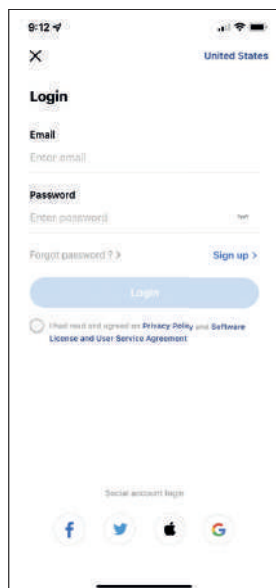 9:12
United States
Login
Email
Enter email
Password
Enter password
Forgot password ? >
Sign up >
Login
I had read and agreed on Privacy Policy and Software
License and User Service Agreement
Social account login
f
G